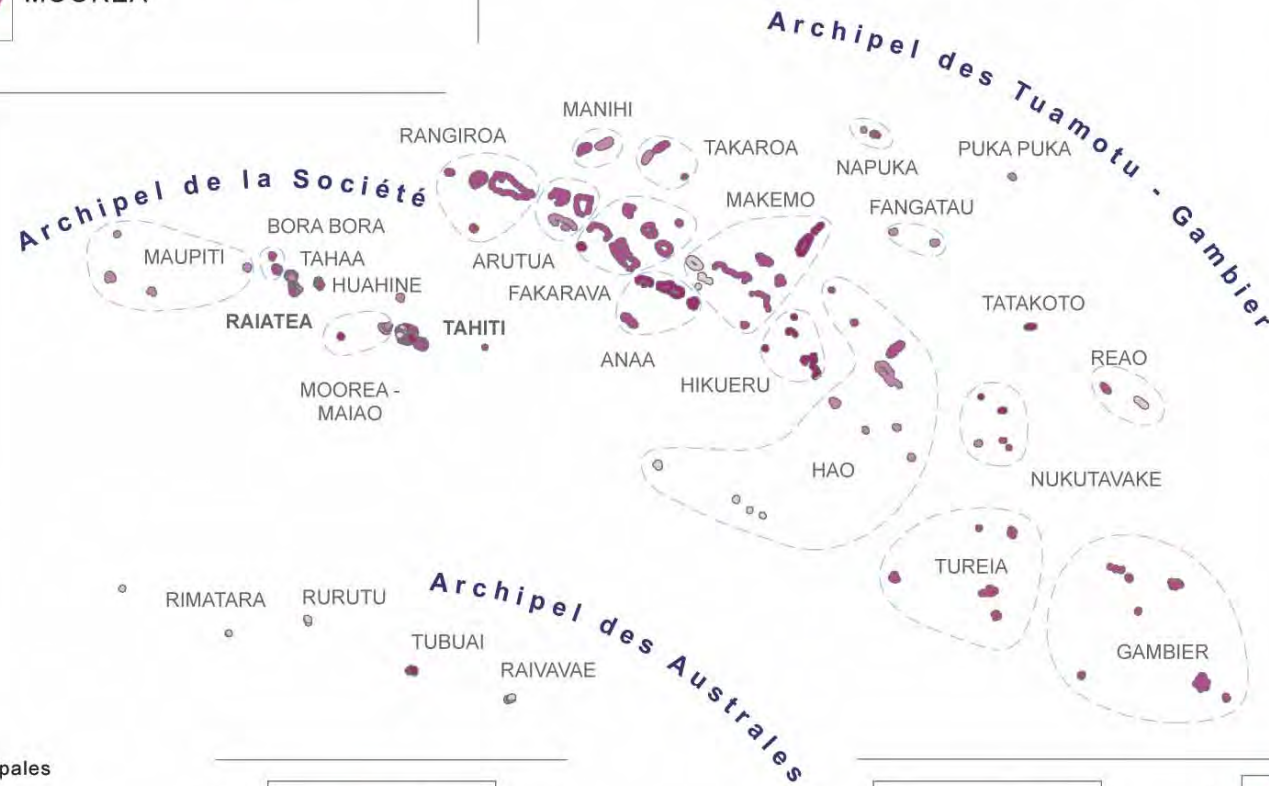 MOOREA
Archipel des Tuamotu - Gambier
MANIHI
RANGIROA
TAKAROA
NAPUKA
PUKA PUKA
Archipel de la Société
MAKEMO
FANGATAU
BORA BORA
MAUPITI
TAHAA
ARUTUA
HUAHINE
FAKARAVA
TATAKOTO
RAIATEA
TAHITI
ANAA
REAO
HIKUERU
MOOREA -
MAIAO
HAO
NUKUTAVAKE
TUREIA
Archipel des Australes
RIMATARA
RURUTU
TUBUAI
GAMBIER
RAIVAVAE
pales